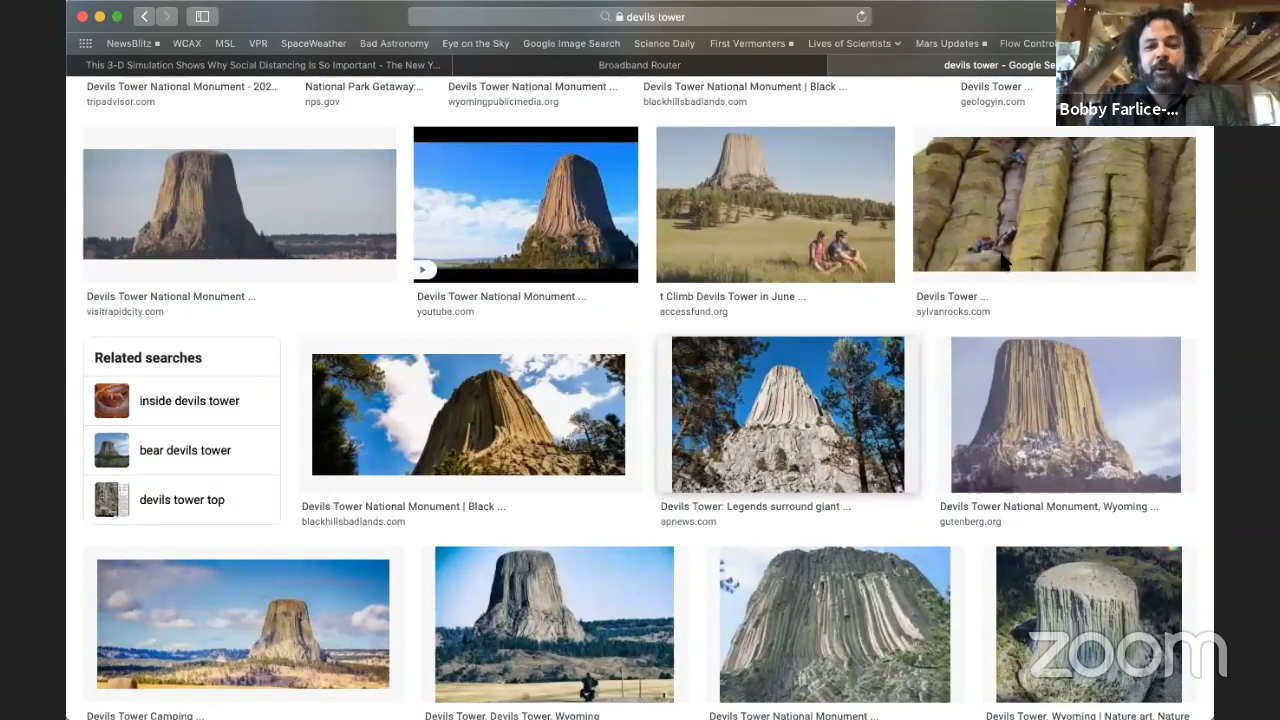 devils tower
NewsBlitz WCAX MSL VPR SpaceWeather Bad Astronomy Eye on the Sky Google Image Search Science Daily First Vermonters Lives of Scientists Mars Updates Flow Contro
This 3-D Simulation Shows Why Social Distancing Is So Important - The New Y... Broadband Router devils tower - Google Se
Bobby Farlice-...
Devils Tower National Monument - 202... National Park Getaway:... Devils Tower National Monument ... Devils Tower National Monument | Black ... Devils Tower ...
tripadvisor.com nps.gov wyomingpublicmedia.org blackhillsbadlands.com geologyin.com
Devils Tower National Monument ... Devils Tower National Monument ... t Climb Devils Tower in June ... Devils Tower ...
visitrapidcity.com youtube.com accessfund.org sylvanrocks.com
Related searches
inside devils tower
bear devils tower
devils tower top
Devils Tower National Monument | Black ... Devils Tower: Legends surround giant ... Devils Tower National Monument, Wyoming ...
blackhillsbadlands.com apnews.com gutenberg.org
zoom
Devils Tower Camping ... Devils Tower, Devils Tower, Wyoming Devils Tower National Monument ... Devils Tower, Wyoming | Nature art, Nature